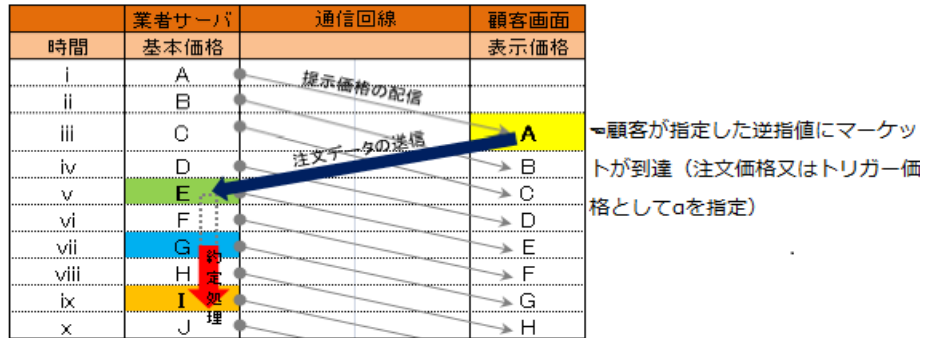 業者サーバ 通信回線 顧客画面
時間 基本価格 表示価格
i A
提示価格の配信
ii B
iii C A
注文データの送信
iv D B
v E C
vi F D
vii G E
viii H F
ix I G
x J H
約定処理
☜顧客が指定した逆指値にマーケッ
トが到達（注文価格又はトリガー価
格としてαを指定）